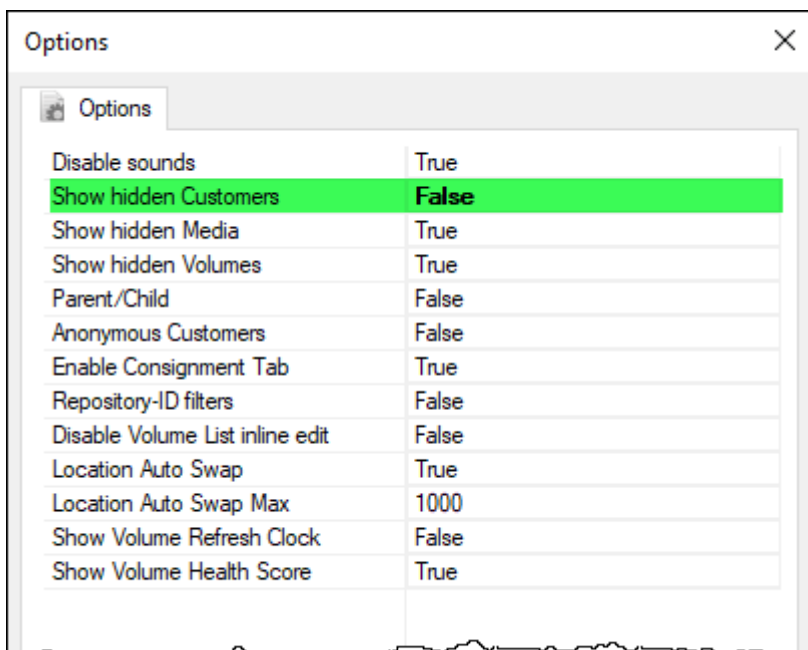 Options
Options
Disable sounds True
Show hidden Customers False
Show hidden Media True
Show hidden Volumes True
Parent/Child False
Anonymous Customers False
Enable Consignment Tab True
Repository-ID filters False
Disable Volume List inline edit False
Location Auto Swap True
Location Auto Swap Max 1000
Show Volume Refresh Clock False
Show Volume Health Score True